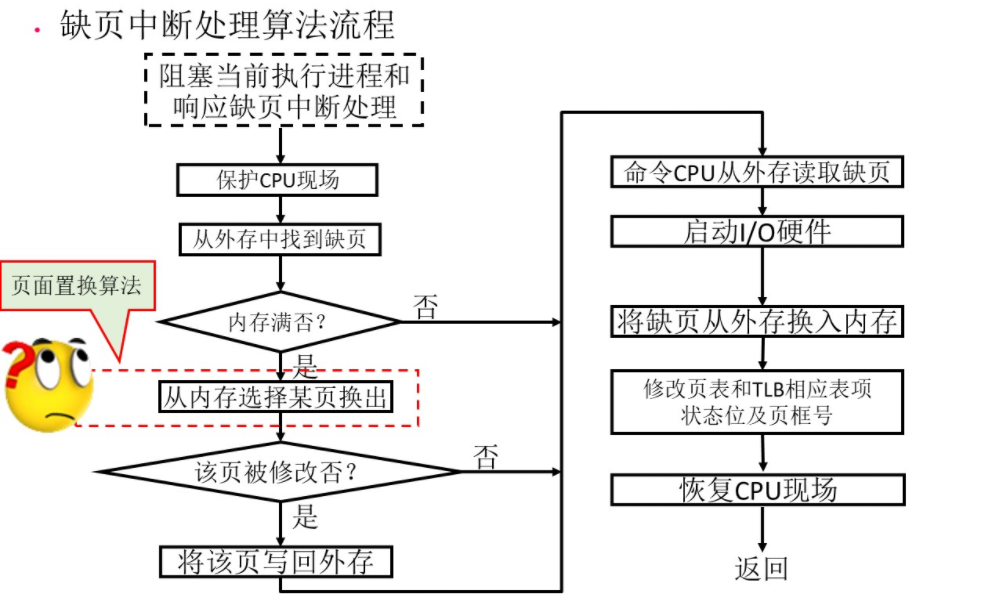 · 缺页中断处理算法流程
阻塞当前执行进程和
响应缺页中断处理
保护CPU现场
从外存中找到缺页
页面置换算法
内存满否？
否
是
从内存选择某页换出
该页被修改否？
否
是
将该页写回外存
命令CPU从外存读取缺页
启动I/O硬件
将缺页从外存换入内存
修改页表和TLB相应表项
状态位及页框号
恢复CPU现场
返回
?